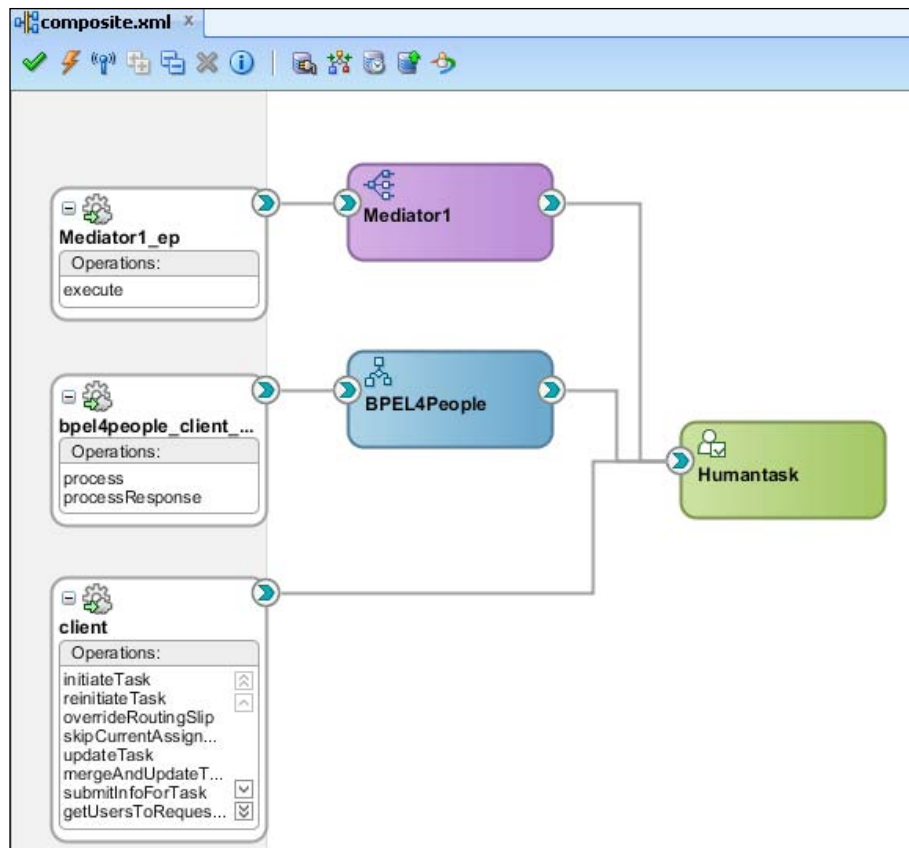 composite.xml
Mediator1_ep
Operations:
execute
Mediator1
bpel4people_client_...
Operations:
process
processResponse
BPEL4People
Humantask
client
Operations:
initiateTask
reinitiateTask
overrideRoutingSlip
skipCurrentAssign...
updateTask
mergeAndUpdateT...
submitInfoForTask
getUsersToReques...